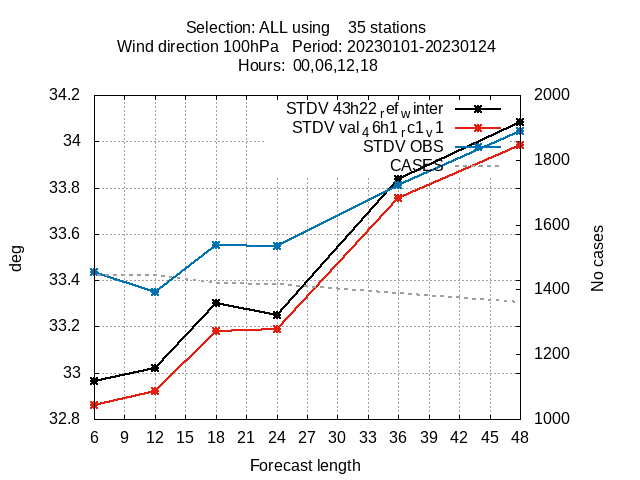 Selection: ALL using 35 stations
Wind direction 100hPa Period: 20230101-20230124
Hours: 00,06,12,18
34.2 2000
STDV 43h22refwinter
34 STDV val46h1rc1v1
STDV OBS
CASES 1800
33.8
33.6 1600
deg No cases
33.4 1400
33.2 1200
33
32.8 1000
6 9 12 15 18 21 24 27 30 33 36 39 42 45 48
Forecast length